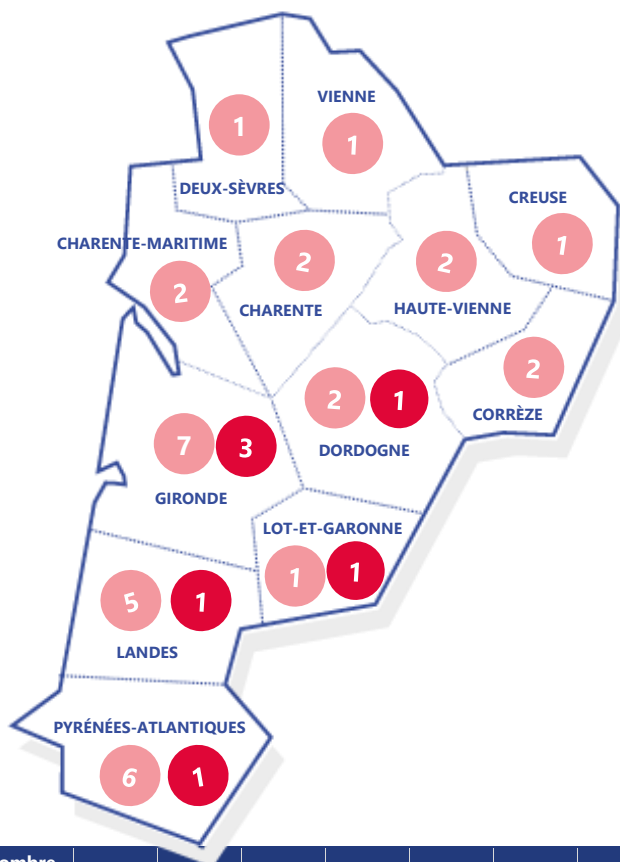 VIENNE
1
1
DEUX-SÈVRES
CREUSE
1
CHARENTE-MARITIME
2
2
CHARENTE
2
HAUTE-VIENNE
2
CORRÈZE
2 1
DORDOGNE
7 3
GIRONDE
LOT-ET-GARONNE
1 1
5 1
LANDES
PYRÉNÉES-ATLANTIQUES
6 1